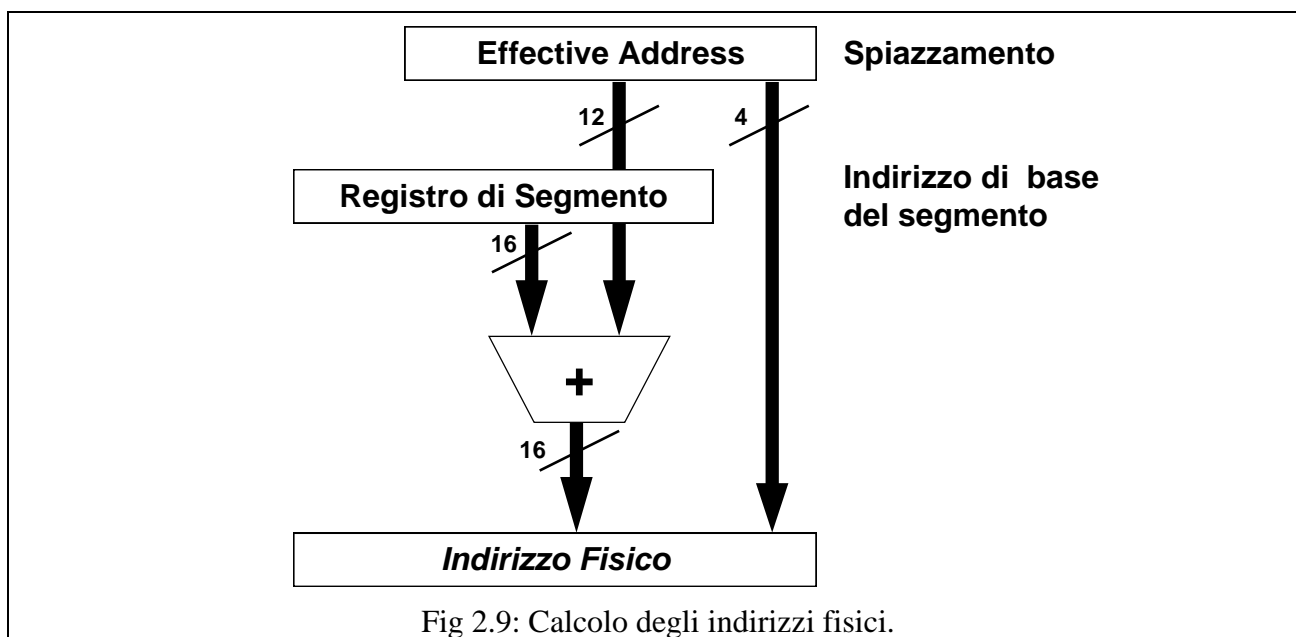 Effective Address
Spiazzamento
12
4
Registro di Segmento
Indirizzo di base
del segmento
16
+
16
Indirizzo Fisico
Fig 2.9: Calcolo degli indirizzi fisici.